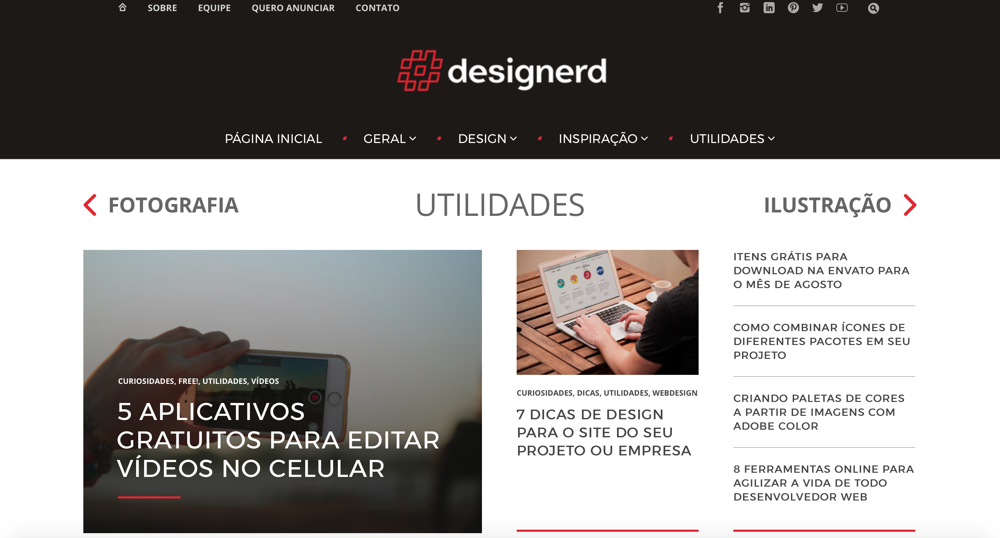 SOBRE EQUIPE QUERO ANUNCIAR CONTATO
designerd
PÁGINA INICIAL GERAL DESIGN INSPIRAÇÃO UTILIDADES
FOTOGRAFIA UTILIDADES ILUSTRAÇÃO
CURIOSIDADES, FREE!, UTILIDADES, VÍDEOS
5 APLICATIVOS
GRATUITOS PARA EDITAR
VÍDEOS NO CELULAR
CURIOSIDADES, DICAS, UTILIDADES, WEBDESIGN
7 DICAS DE DESIGN
PARA O SITE DO SEU
PROJETO OU EMPRESA
ITENS GRÁTIS PARA
DOWNLOAD NA ENVATO PARA
O MÊS DE AGOSTO
COMO COMBINAR ÍCONES DE
DIFERENTES PACOTES EM SEU
PROJETO
CRIANDO PALETAS DE CORES
A PARTIR DE IMAGENS COM
ADOBE COLOR
8 FERRAMENTAS ONLINE PARA
AGILIZAR A VIDA DE TODO
DESENVOLVEDOR WEB